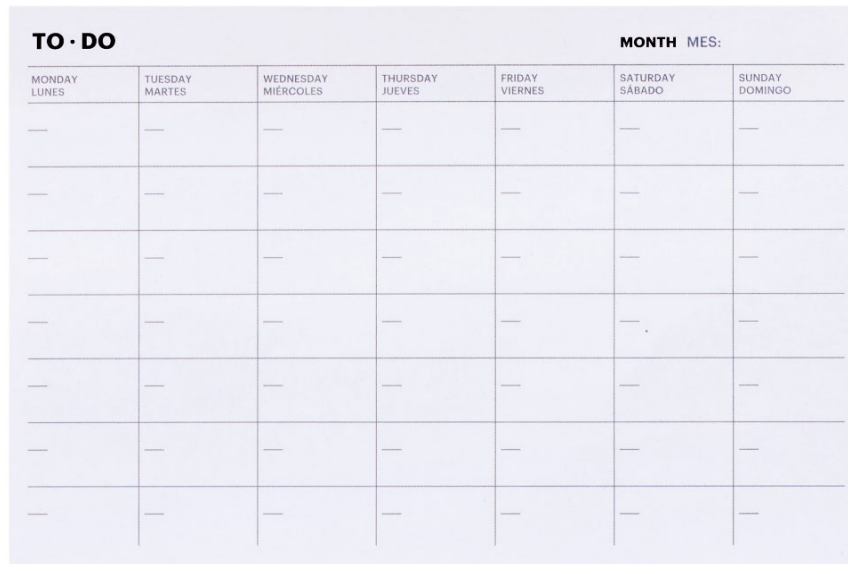 TO · DO
MONTH MES:
MONDAY TUESDAY WEDNESDAY THURSDAY FRIDAY SATURDAY SUNDAY
LUNES MARTES MIÉRCOLES JUEVES VIERNES SÁBADO DOMINGO